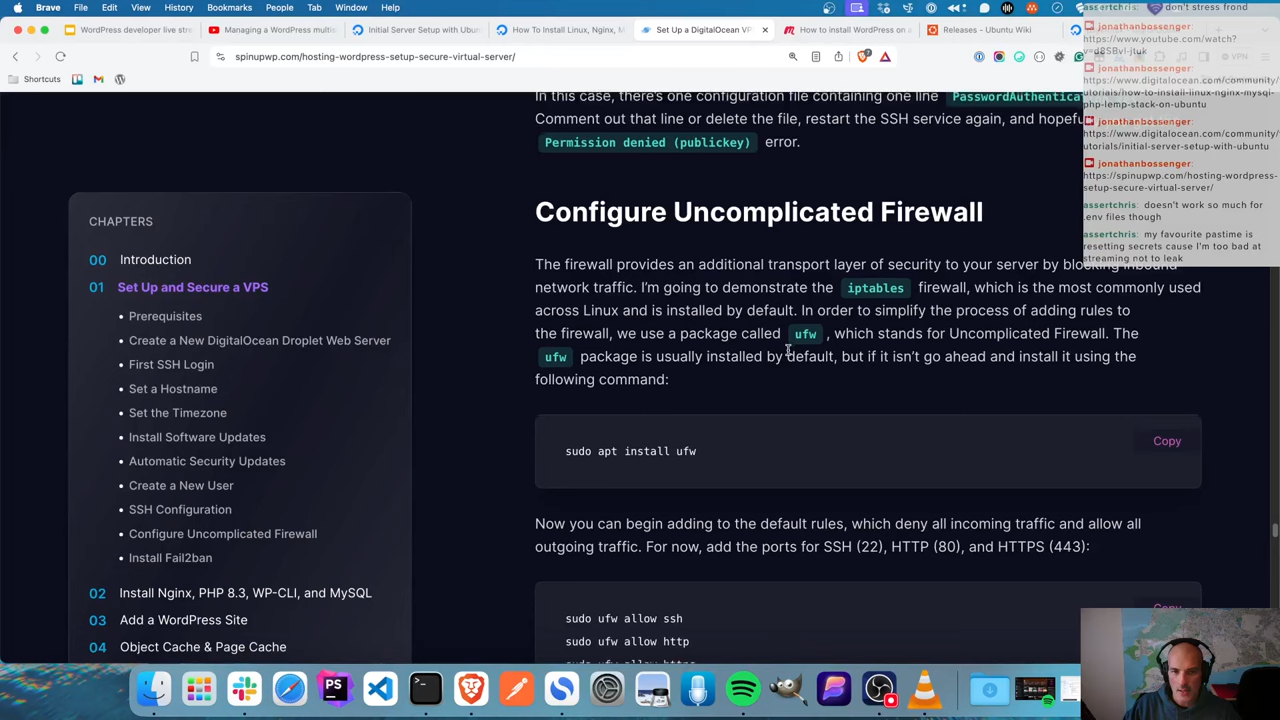 Brave File Edit View History Bookmarks People Tab Window Help
WordPress developer live stre
Managing a WordPress multis
Initial Server Setup with Ubunt
How To Install Linux, Nginx, M
Set Up a DigitalOcean VP
How to install WordPress on a
Releases - Ubuntu Wiki
spinupwp.com/hosting-wordpress-setup-secure-virtual-server/
VPN
Shortcuts
In this case, there's one configuration file containing one line PasswordAuthentica
Comment out that line or delete the file, restart the SSH service again, and hopefu
Permission denied (publickey) error.
CHAPTERS
00 Introduction
01 Set Up and Secure a VPS
• Prerequisites
• Create a New DigitalOcean Droplet Web Server
• First SSH Login
• Set a Hostname
• Set the Timezone
• Install Software Updates
• Automatic Security Updates
• Create a New User
• SSH Configuration
• Configure Uncomplicated Firewall
• Install Fail2ban
02 Install Nginx, PHP 8.3, WP-CLI, and MySQL
03 Add a WordPress Site
04 Object Cache & Page Cache
Configure Uncomplicated Firewall
The firewall provides an additional transport layer of security to your server by blocking inbound
network traffic. I'm going to demonstrate the iptables firewall, which is the most commonly used
across Linux and is installed by default. In order to simplify the process of adding rules to
the firewall, we use a package called ufw , which stands for Uncomplicated Firewall. The
ufw package is usually installed by default, but if it isn't go ahead and install it using the
following command:
sudo apt install ufw
Copy
Now you can begin adding to the default rules, which deny all incoming traffic and allow all
outgoing traffic. For now, add the ports for SSH (22), HTTP (80), and HTTPS (443):
sudo ufw allow ssh
sudo ufw allow http
assertchris: don't stress frond
jonathanbossenger:
https://www.youtube.com/watch?
jonathanbossenger:
https://www.digitalocean.com/community/
utorials/how-to-install-linux-nginx-mysql-
php-lemp-stack-on-ubuntu
jonathanbossenger:
https://www.digitalocean.com/community/
utorials/initial-server-setup-with-ubuntu
jonathanbossenger:
https://spinupwp.com/hosting-wordpress-
setup-secure-virtual-server/
assertchris: doesn't work so much for
.env files though
assertchris: my favourite pastime is
resetting secrets cause I'm too bad at
streaming not to leak